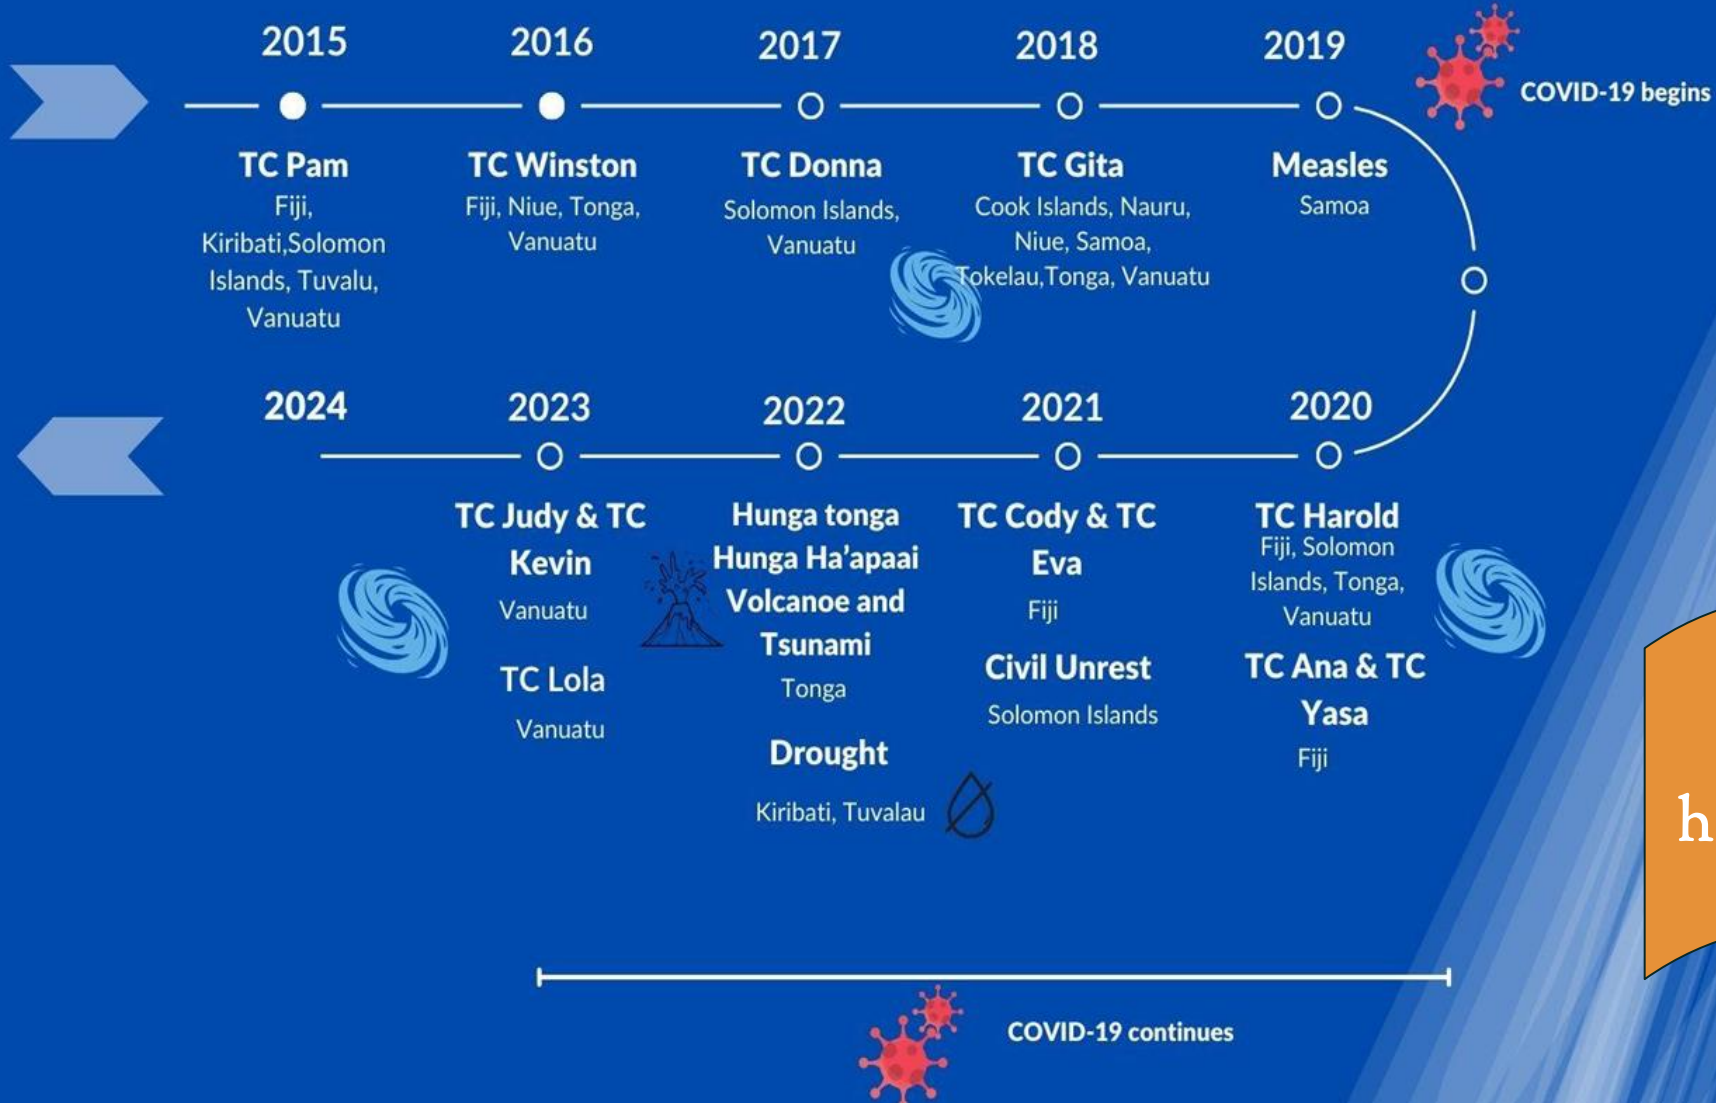 2015
TC Pam
Fiji,
Kiribati,Solomon
Islands, Tuvalu,
Vanuatu
2016
TC Winston
Fiji, Niue, Tonga,
Vanuatu
2017
TC Donna
Solomon Islands,
Vanuatu
2018
TC Gita
Cook Islands, Nauru,
Niue, Samoa,
Tokelau,Tonga, Vanuatu
2019
Measles
Samoa
COVID-19 begins
2024
2023
TC Judy & TC
Kevin
Vanuatu
TC Lola
Vanuatu
2022
Hunga tonga
Hunga Ha’apaai
Volcanoe and
Tsunami
Tonga
Drought
Kiribati, Tuvalau
2021
TC Cody & TC
Eva
Fiji
Civil Unrest
Solomon Islands
2020
TC Harold
Fiji, Solomon
Islands, Tonga,
Vanuatu
TC Ana & TC
Yasa
Fiji
h
COVID-19 continues